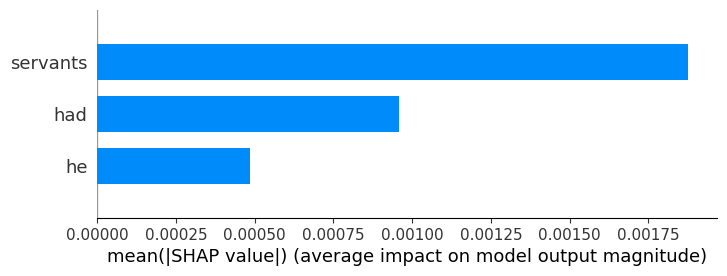 servants
had
he
0.00000 0.00025 0.00050 0.00075 0.00100 0.00125 0.00150 0.00175
mean(|SHAP value|) (average impact on model output magnitude)